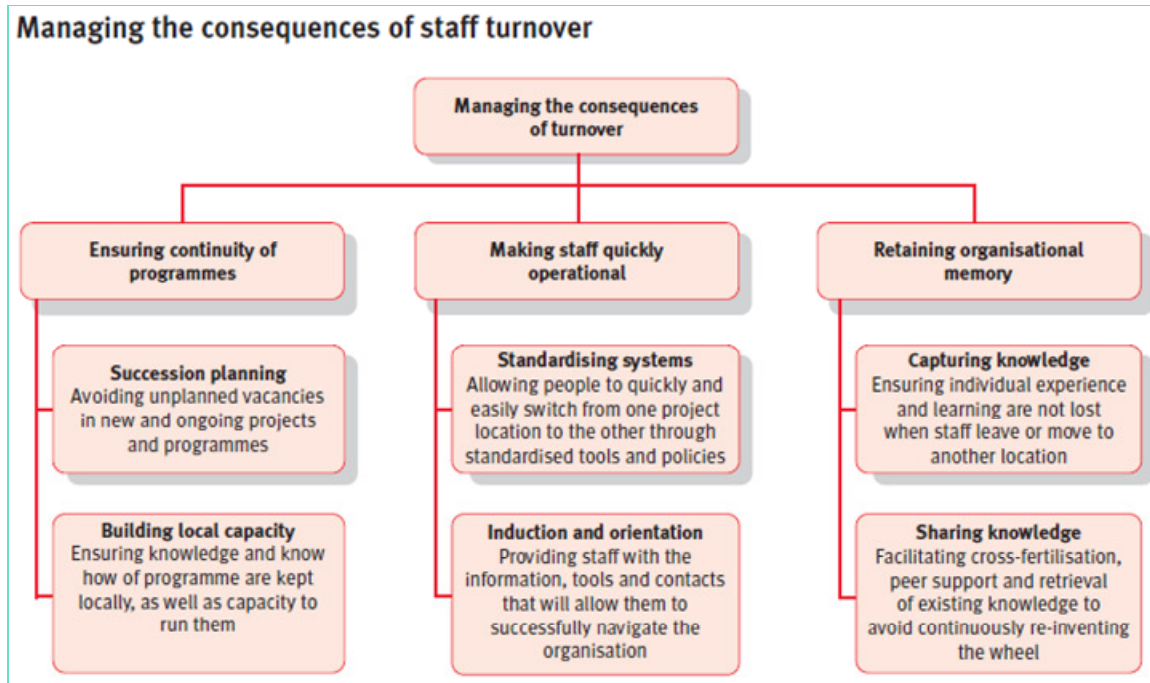 Managing the consequences of staff turnover
Managing the consequences
of turnover
Ensuring continuity of
programmes
Succession planning
Avoiding unplanned vacancies
in new and ongoing projects
and programmes
Building local capacity
Ensuring knowledge and know
how of programme are kept
locally, as well as capacity to
run them
Making staff quickly
operational
Standardising systems
Allowing people to quickly and
easily switch from one project
location to the other through
standardised tools and policies
Induction and orientation
Providing staff with the
information, tools and contacts
that will allow them to
successfully navigate the
organisation
Retaining organisational
memory
Capturing knowledge
Ensuring individual experience
and learning are not lost
when staff leave or move to
another location
Sharing knowledge
Facilitating cross-fertilisation,
peer support and retrieval
of existing knowledge to
avoid continuously re-inventing
the wheel